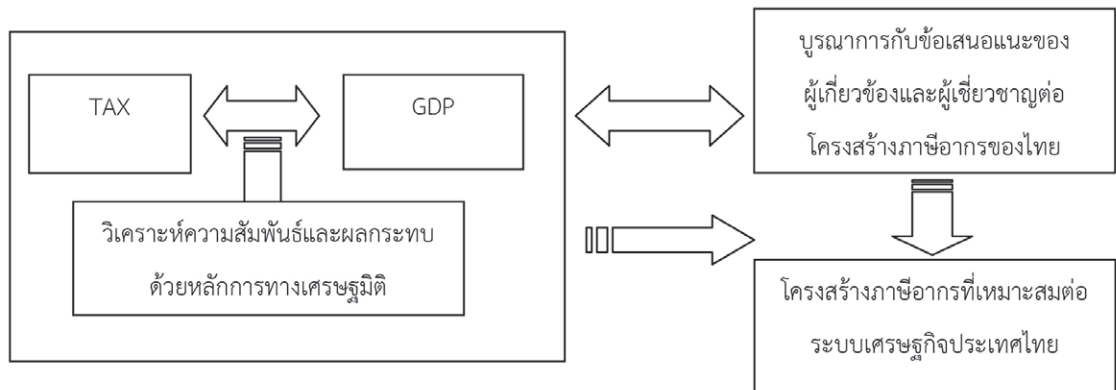 TAX
GDP
วิเคราะห์ความสัมพันธ์และผลกระทบ
ด้วยหลักการทางเศรษฐมิติ
บูรณาการกับข้อเสนอแนะของ
ผู้เกี่ยวข้องและผู้เชี่ยวชาญต่อ
โครงสร้างภาษีอากรของไทย
โครงสร้างภาษีอากรที่เหมาะสมต่อ
ระบบเศรษฐกิจประเทศไทย